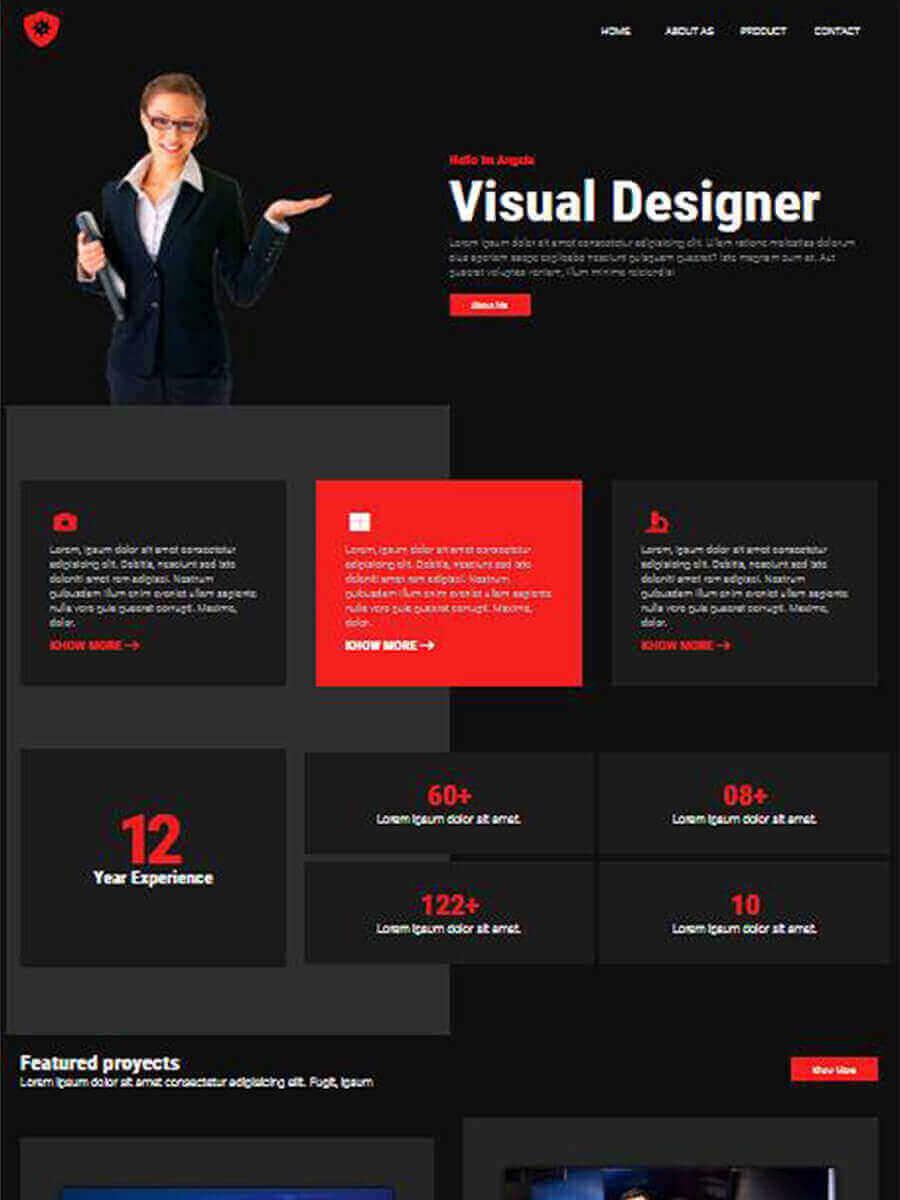 HOME ABOUT AS PRODUCT CONTACT
Hello Im Angela
Visual Designer
Lorem ipsum dolor sit amet consectetur adipisicing elit. Ullam ratione molestias dolorum
eius aperiam saepe explicabo nesciunt quisquam quaerat? Iste magnam cum et. Aut
quaerat voluptas veniam, illum minima reiciendis!
About Me
Lorem, ipsum dolor sit amet consectetur
adipisicing elit. Debitis, nesciunt sed iste
deleniti amet rem adipisci. Nostrum
quibusdam illum enim eveniet ullam sapiente
nulla vero quia quaerat corrupti. Maxime,
dolor.
KHOW MORE →
Lorem, ipsum dolor sit amet consectetur
adipisicing elit. Debitis, nesciunt sed iste
deleniti amet rem adipisci. Nostrum
quibusdam illum enim eveniet ullam sapiente
nulla vero quia quaerat corrupti. Maxime,
dolor.
KHOW MORE →
Lorem, ipsum dolor sit amet consectetur
adipisicing elit. Debitis, nesciunt sed iste
deleniti amet rem adipisci. Nostrum
quibusdam illum enim eveniet ullam sapiente
nulla vero quia quaerat corrupti. Maxime,
dolor.
KHOW MORE →
12
Year Experience
60+
Lorem ipsum dolor sit amet.
08+
Lorem ipsum dolor sit amet.
122+
Lorem ipsum dolor sit amet.
10
Lorem ipsum dolor sit amet.
Featured proyects
Lorem ipsum dolor sit amet consectetur adipisicing elit. Fugit, ipsum